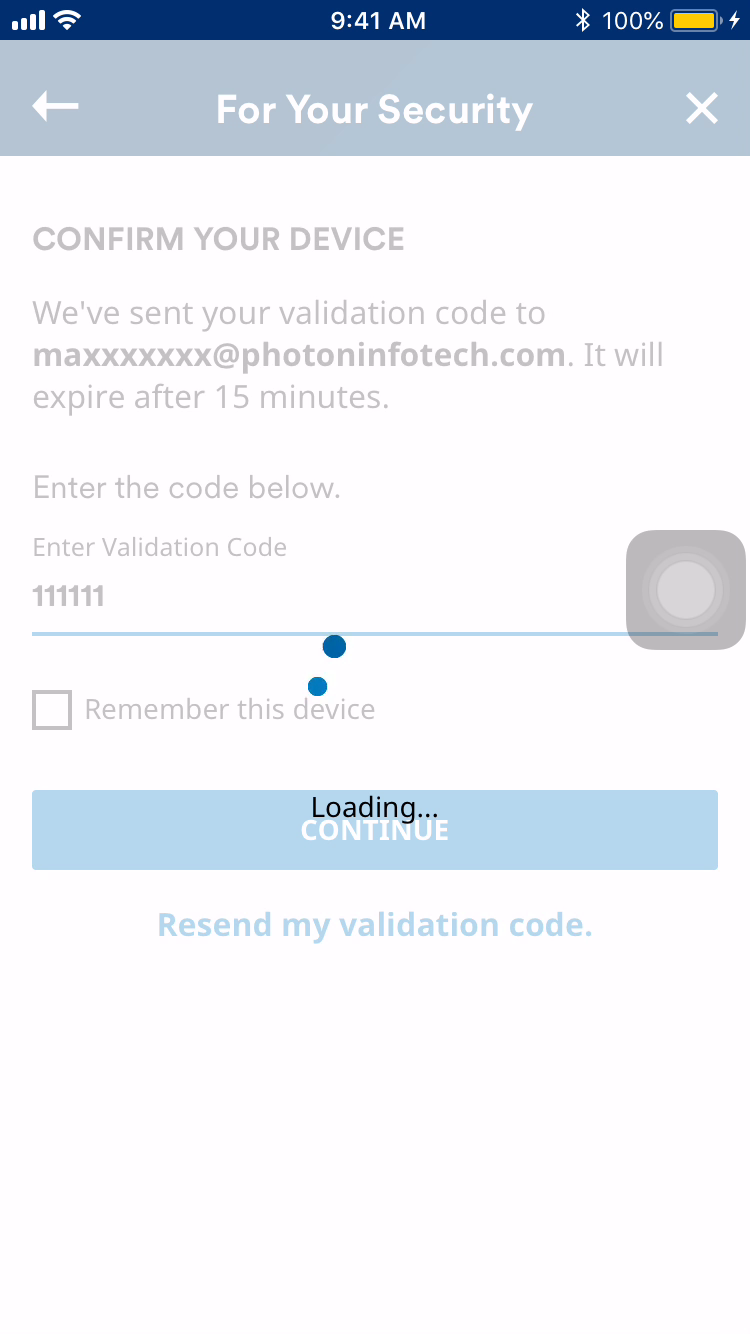 9:41 AM
100%
For Your Security
CONFIRM YOUR DEVICE
We've sent your validation code to
maxxxxxxx@photoninfotech.com. It will
expire after 15 minutes.
Enter the code below.
Enter Validation Code
111111
Remember this device
Loading...
CONTINUE
Resend my validation code.